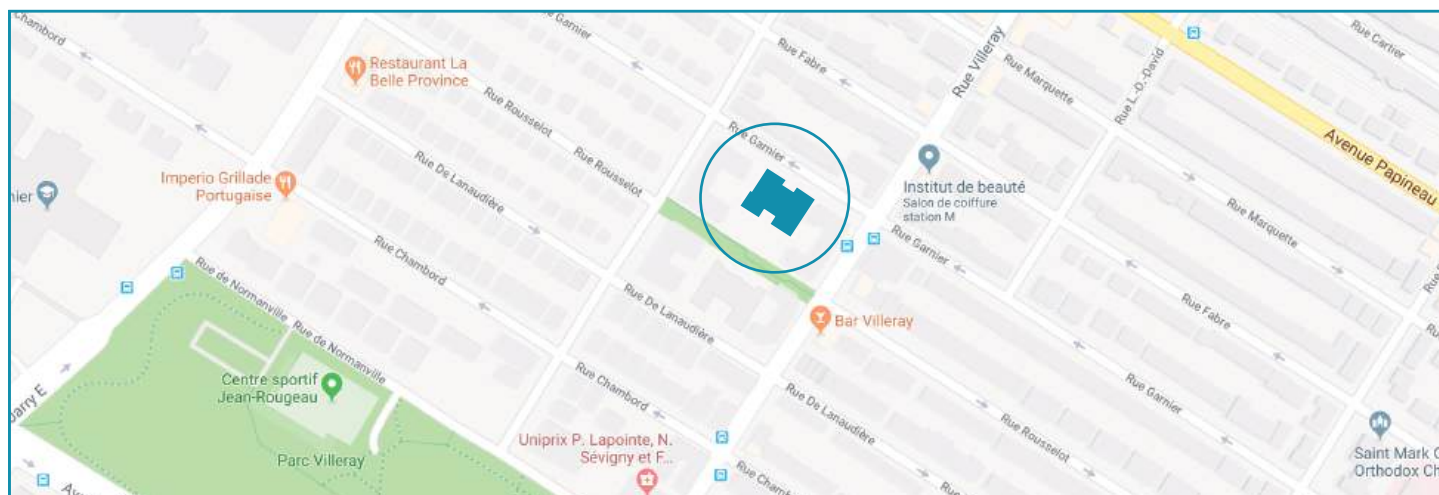 Chambord
Rue Garnier
Rue Fabre
Rue Villeray
Rue Marquette
Rue L.-O.-David
Rue Cartier
Restaurant La
Belle Province
Rue Rousselot
Rue Rousselot
Rue Garnier
Avenue Papineau
Imperio Grillade
Portugaise
Rue De Lanaudière
Institut de beauté
Salon de coiffure
station M
nier
Rue Marquette
Rue Garnier
Rue Chambord
Rue de Normanville
Rue De Lanaudière
Rue Fabre
Bar Villeray
Rue de Normanville
Rue Chambord
Centre sportif
Jean-Rougeau
Rue Garnier
Rue De Lanaudière
Rue Rousselot
Jarry E
Parc Villeray
Uniprix P. Lapointe, N.
Sévigny et F...
Rue Cham
Saint Mark C
Orthodox Ch
Av